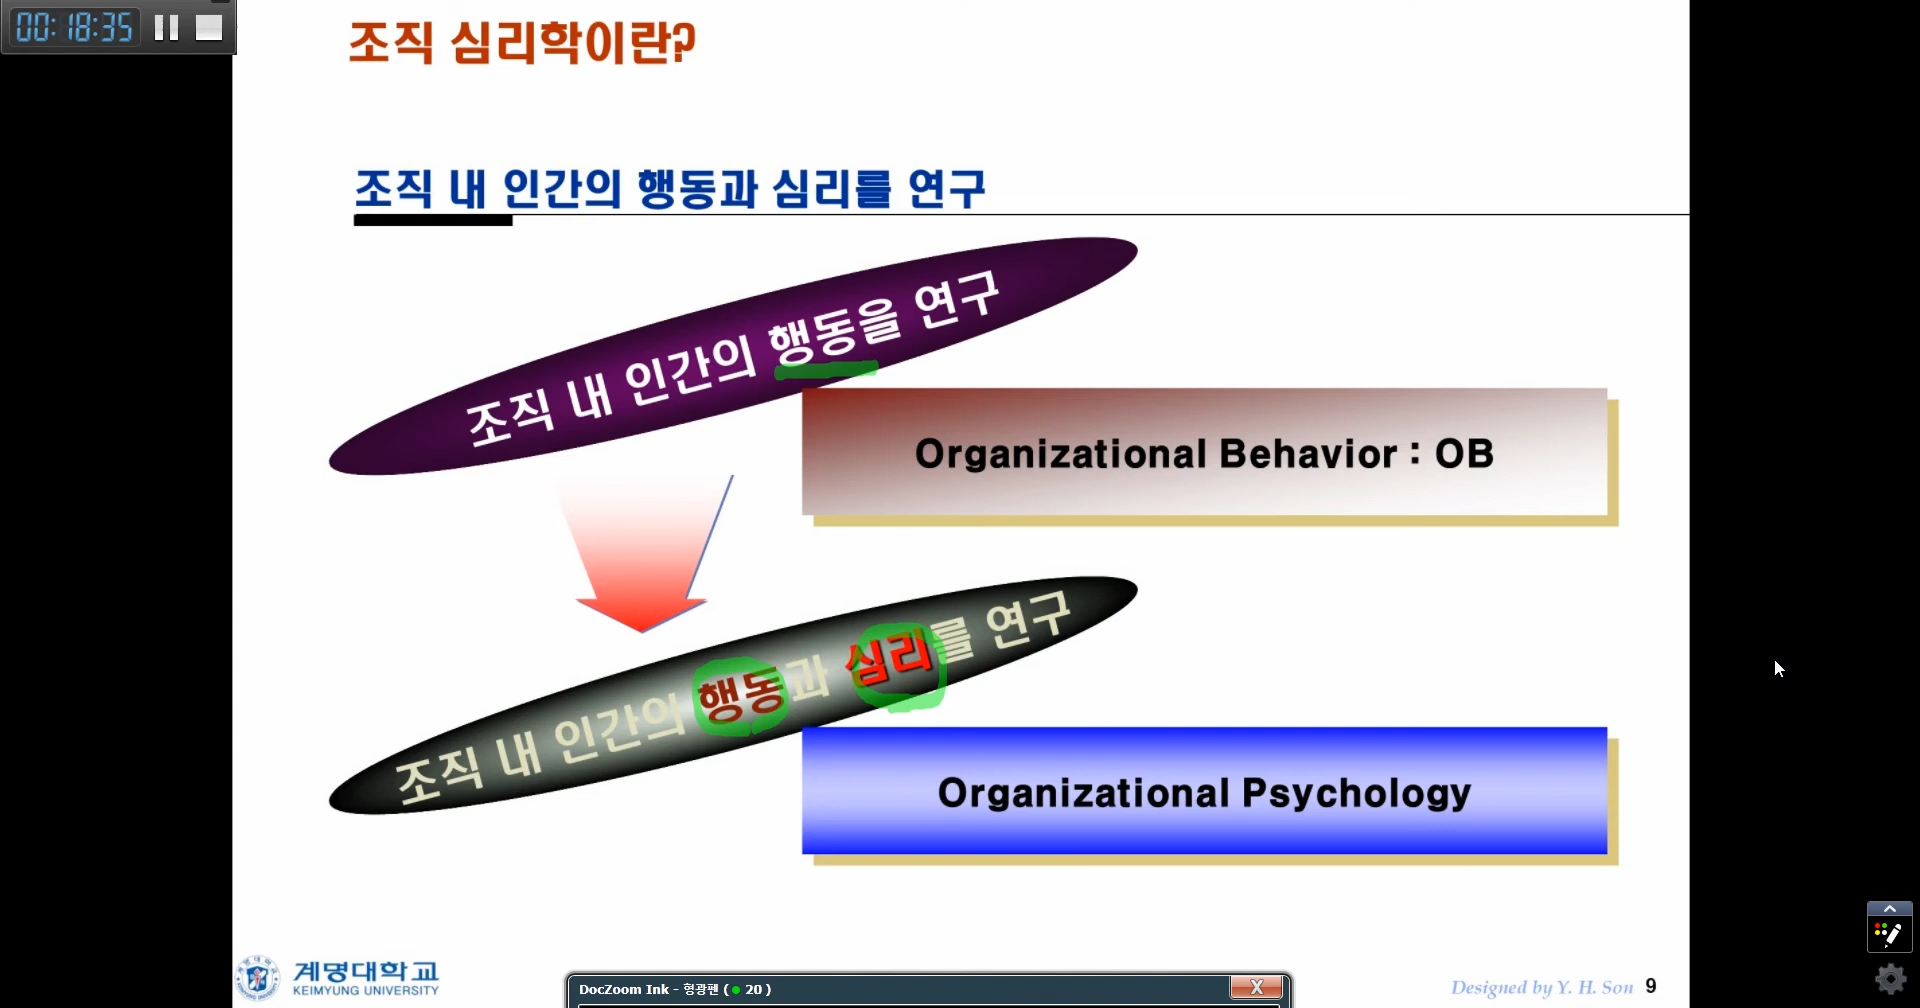 00:18:35
조직 심리학이란?
조직 내 인간의 행동과 심리를 연구
조직 내 인간의 행동을 연구
Organizational Behavior : OB
조직 내 인간의 행동과 심리를 연구
Organizational Psychology
계명대학교
KEIMYUNG UNIVERSITY
DocZoom Ink - 형광펜 ( 20 )
X
Designed by Y. H. Son 9